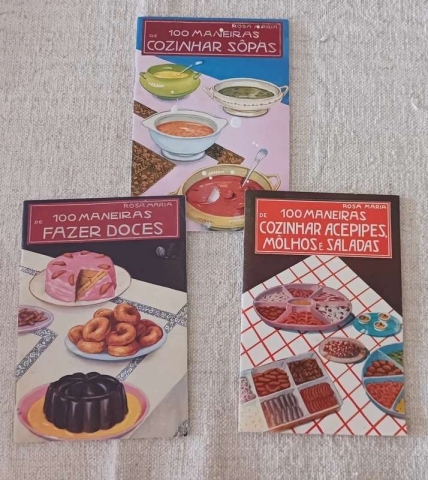 ROSA MARIA
DE 100 MANEIRAS
COZINHAR SÔPAS
ROSA MARIA
DE 100 MANEIRAS
FAZER DOCES
ROSA MARIA
DE 100 MANEIRAS
COZINHAR ACEPIPES,
MÔLHOS E SALADAS